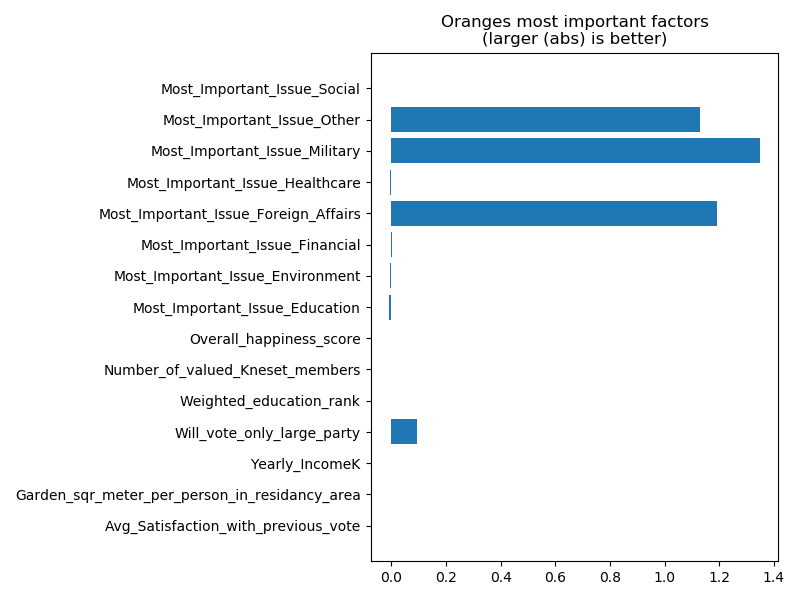 Oranges most important factors
(larger (abs) is better)
Most_Important_Issue_Social
Most_Important_Issue_Other
Most_Important_Issue_Military
Most_Important_Issue_Healthcare
Most_Important_Issue_Foreign_Affairs
Most_Important_Issue_Financial
Most_Important_Issue_Environment
Most_Important_Issue_Education
Overall_happiness_score
Number_of_valued_Kneset_members
Weighted_education_rank
Will_vote_only_large_party
Yearly_IncomeK
Garden_sqr_meter_per_person_in_residancy_area
Avg_Satisfaction_with_previous_vote
0.0 0.2 0.4 0.6 0.8 1.0 1.2 1.4